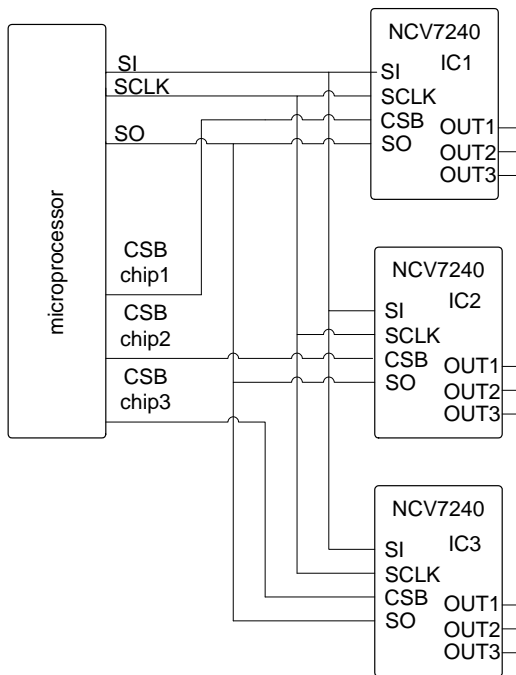 microprocessor
SI
SCLK
SO
CSB
chip1
CSB
chip2
CSB
chip3
NCV7240
IC1
SI
SCLK
CSB
SO
OUT1
OUT2
OUT3
NCV7240
IC2
SI
SCLK
CSB
SO
OUT1
OUT2
OUT3
NCV7240
IC3
SI
SCLK
CSB
SO
OUT1
OUT2
OUT3